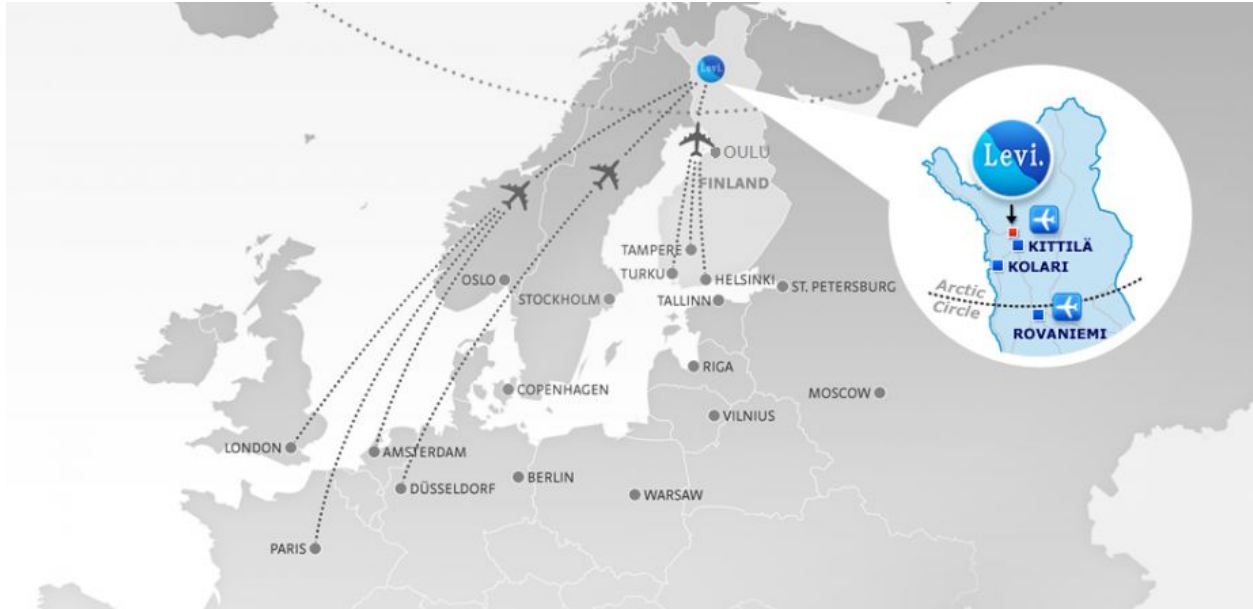 Levi.
OULU
FINLAND
TAMPERE
TURKU
HELSINKI
OSLO
STOCKHOLM
TALLINN
ST. PETERSBURG
RIGA
COPENHAGEN
MOSCOW
VILNIUS
LONDON
AMSTERDAM
DÜSSELDORF
BERLIN
WARSAW
PARIS
Levi.
KITTILÄ
KOLARI
Arctic
Circle
ROVANIEMI